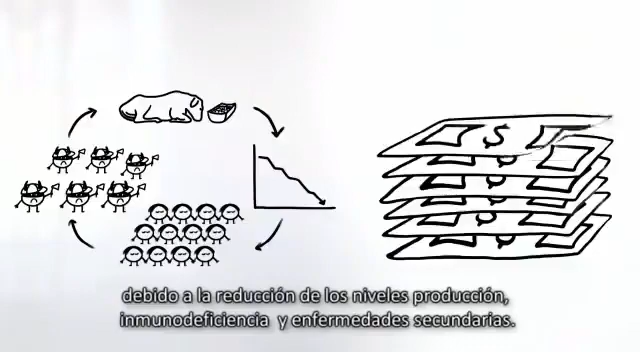 $
debido a la reducción de los niveles producción,
inmunodeficiencia y enfermedades secundarias.